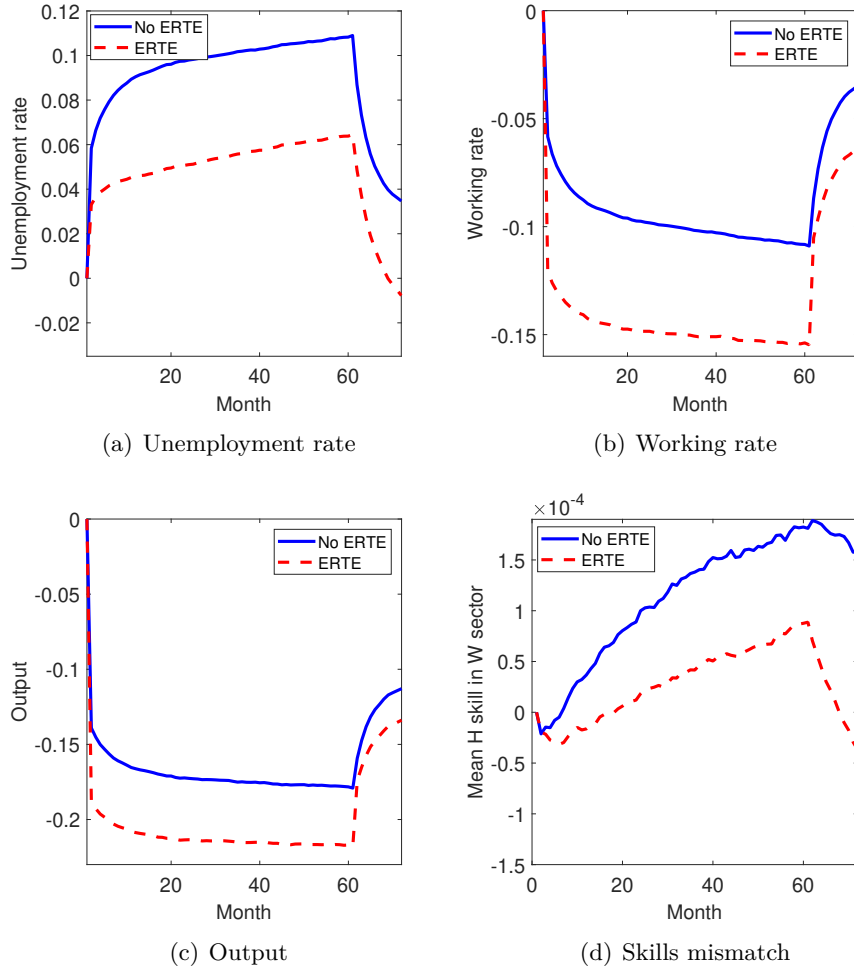 No ERTE
ERTE
0.12
0.1
0.08
0.06
0.04
0.02
0
-0.02
Unemployment rate
20
40
60
Month
(a) Unemployment rate
No ERTE
ERTE
0
-0.05
-0.1
-0.15
Working rate
20
40
60
Month
(b) Working rate
No ERTE
ERTE
0
-0.05
-0.1
-0.15
-0.2
Output
20
40
60
Month
(c) Output
×10⁻⁴
No ERTE
ERTE
1.5
1
0.5
0
-0.5
-1
-1.5
Mean H skill in W sector
0
20
40
60
Month
(d) Skills mismatch